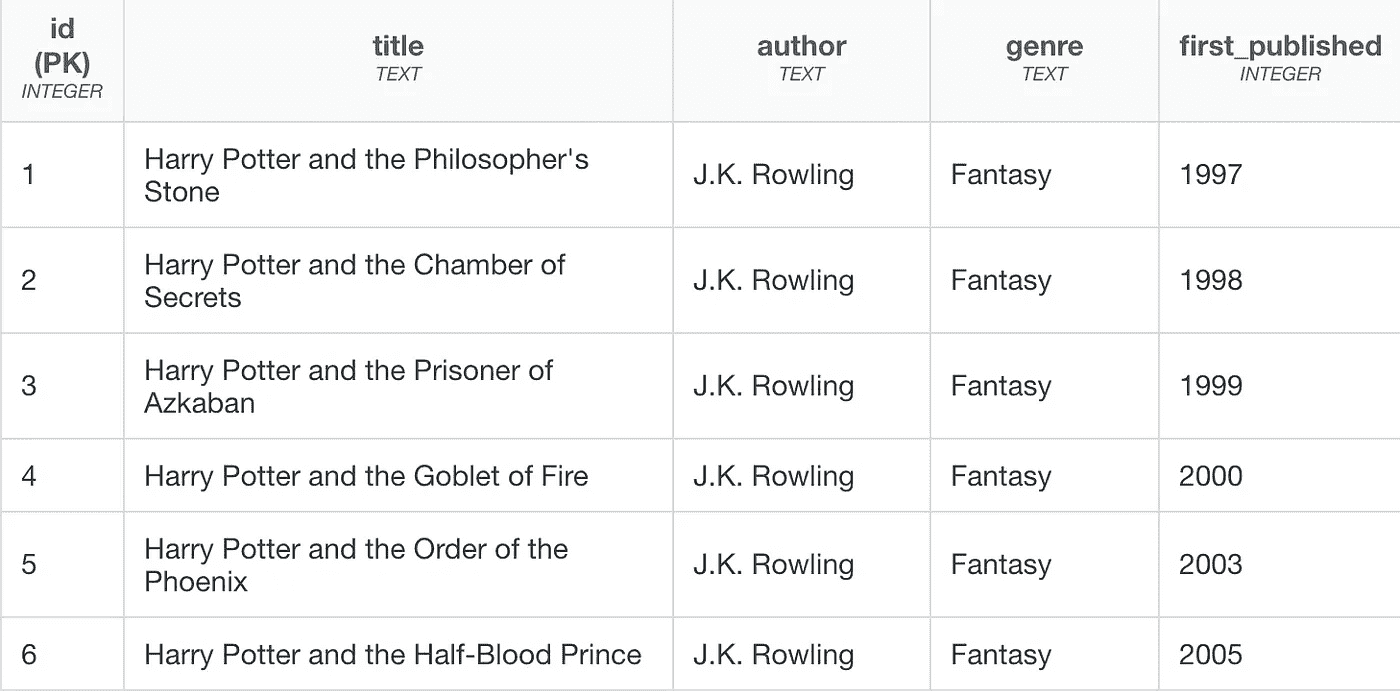 id
(PK)
INTEGER
title
TEXT
author
TEXT
genre
TEXT
first_published
INTEGER
1
Harry Potter and the Philosopher's
Stone
J.K. Rowling
Fantasy
1997
2
Harry Potter and the Chamber of
Secrets
J.K. Rowling
Fantasy
1998
3
Harry Potter and the Prisoner of
Azkaban
J.K. Rowling
Fantasy
1999
4
Harry Potter and the Goblet of Fire
J.K. Rowling
Fantasy
2000
5
Harry Potter and the Order of the
Phoenix
J.K. Rowling
Fantasy
2003
6
Harry Potter and the Half-Blood Prince
J.K. Rowling
Fantasy
2005